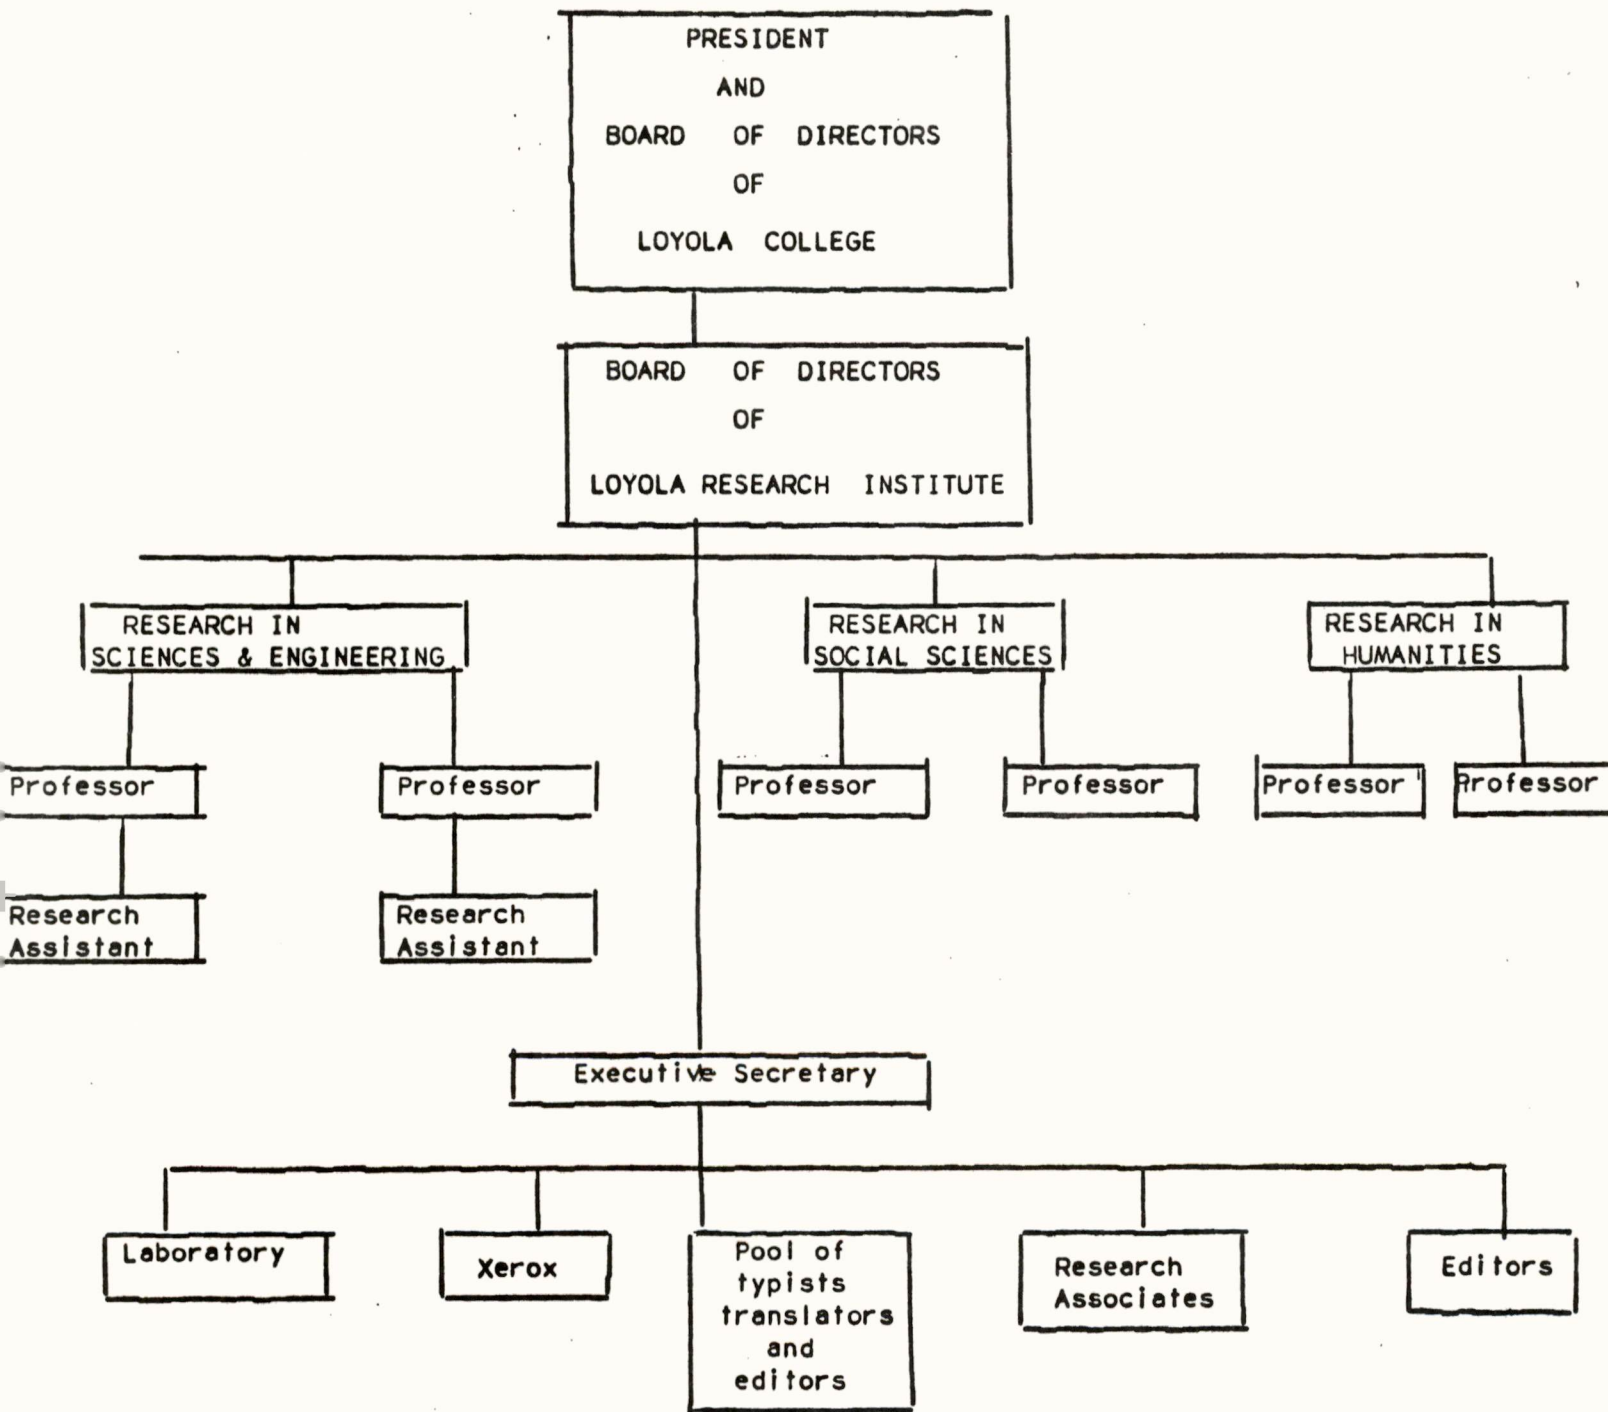 PRESIDENT
AND
BOARD OF DIRECTORS
OF
LOYOLA COLLEGE
BOARD OF DIRECTORS
OF
LOYOLA RESEARCH INSTITUTE
RESEARCH IN
SCIENCES & ENGINEERING
RESEARCH IN
SOCIAL SCIENCES
RESEARCH IN
HUMANITIES
Professor
Professor
Professor
Professor
Professor
Professor
Research
Assistant
Research
Assistant
Executive Secretary
Laboratory
Xerox
Pool of
typists
translators
and
editors
Research
Associates
Editors